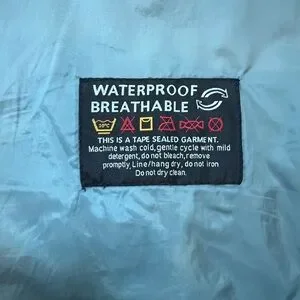 WATERPROOF
BREATHABLE
30°C
THIS IS A TAPE SEALED GARMENT.
Machine wash cold, gentle cycle with mild
detergent, do not bleach, remove
promptly. Line/hang dry, do not iron
Do not dry clean.